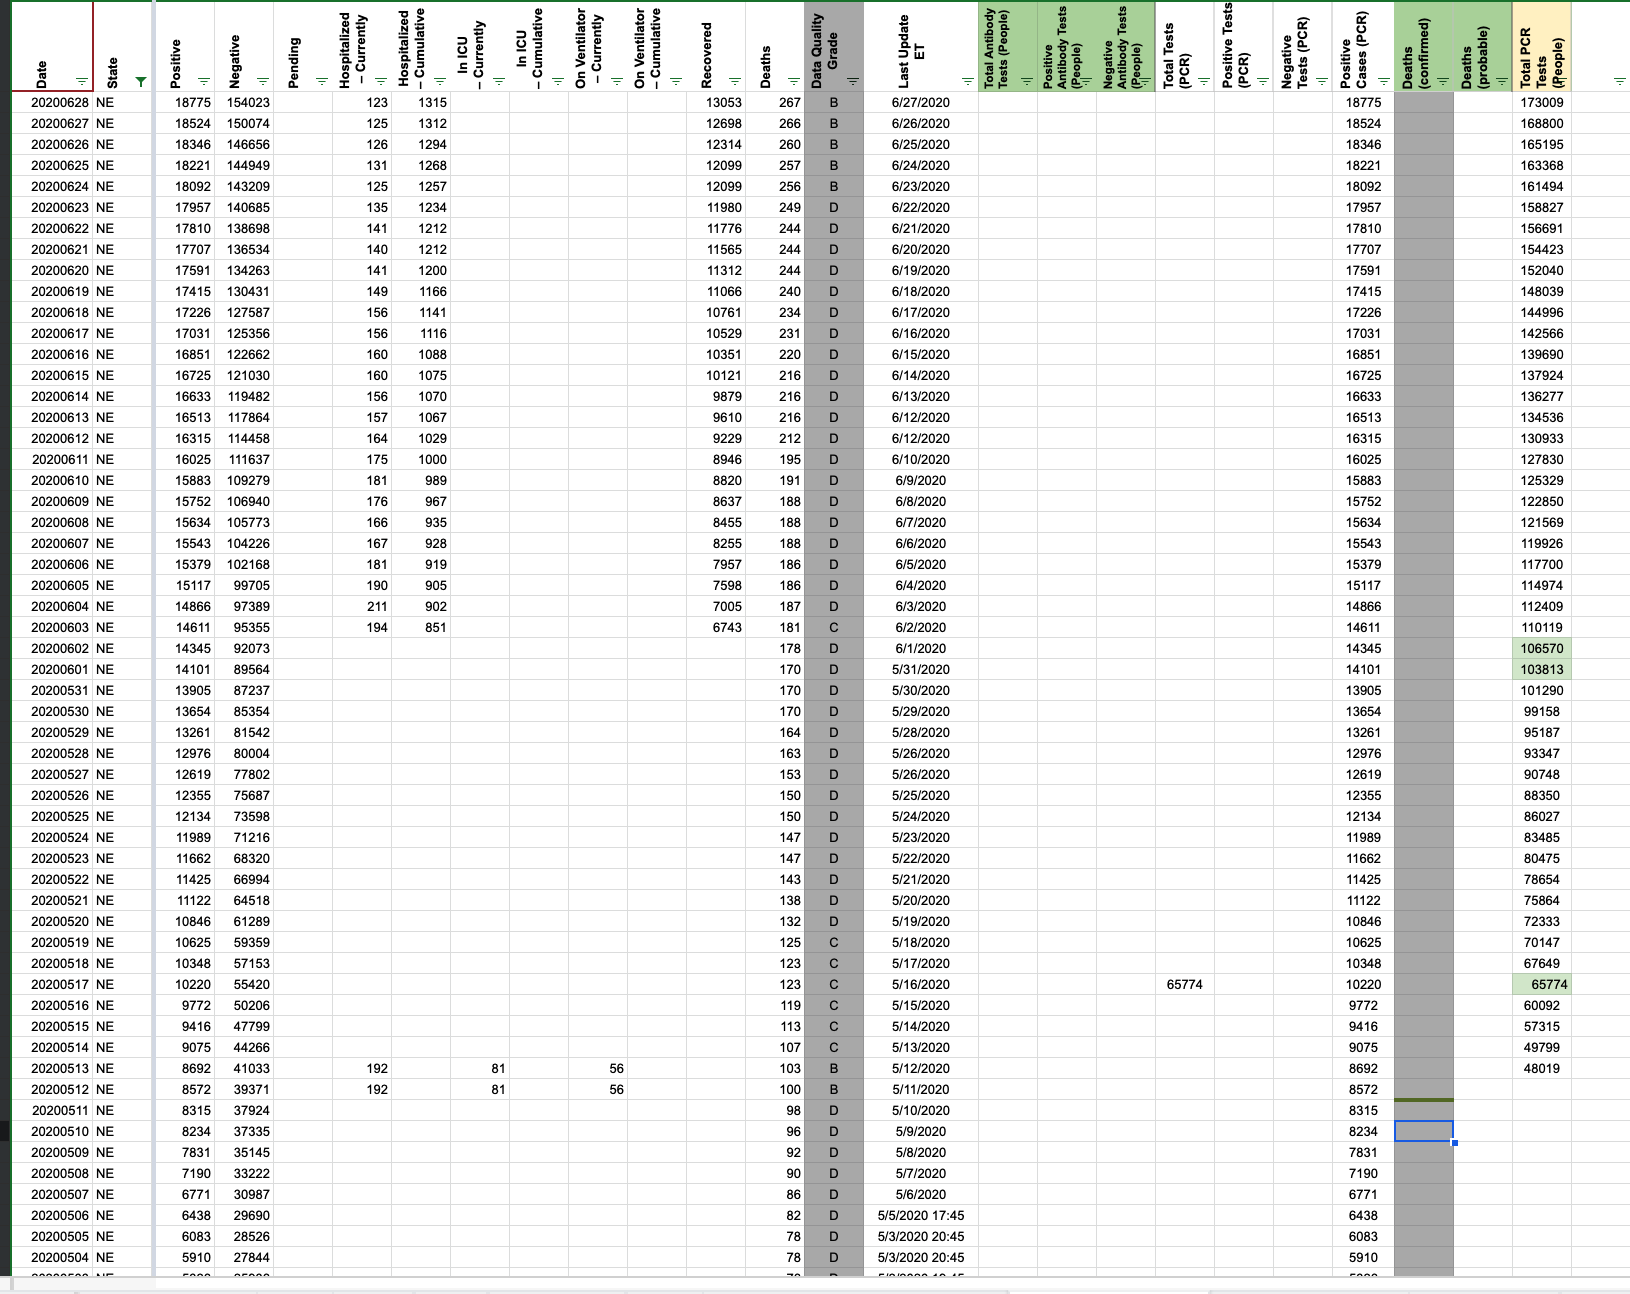 Date State Positive Negative Pending Hospitalized – Currently Hospitalized – Cumulative In ICU – Currently In ICU – Cumulative On Ventilator – Currently On Ventilator – Cumulative Recovered Deaths Data Quality Grade Last Update ET Total Antibody Tests (People) Positive Antibody Tests (People) Negative Antibody Tests (People) Total Tests (PCR) Positive Tests (PCR) Negative Tests (PCR) Positive Cases (PCR) Deaths (confirmed) Deaths (probable) Total PCR Tests (People)
20200628 NE 18775 154023 123 1315 13053 267 B 6/27/2020 18775 173009
20200627 NE 18524 150074 125 1312 12698 266 B 6/26/2020 18524 168800
20200626 NE 18346 146656 126 1294 12314 260 B 6/25/2020 18346 165195
20200625 NE 18221 144949 131 1268 12099 257 B 6/24/2020 18221 163368
20200624 NE 18092 143209 125 1257 12099 256 B 6/23/2020 18092 161494
20200623 NE 17957 140685 135 1234 11980 249 D 6/22/2020 17957 158827
20200622 NE 17810 138698 141 1212 11776 244 D 6/21/2020 17810 156691
20200621 NE 17707 136534 140 1212 11565 244 D 6/20/2020 17707 154423
20200620 NE 17591 134263 141 1200 11312 244 D 6/19/2020 17591 152040
20200619 NE 17415 130431 149 1166 11066 240 D 6/18/2020 17415 148039
20200618 NE 17226 127587 156 1141 10761 234 D 6/17/2020 17226 144996
20200617 NE 17031 125356 156 1116 10529 231 D 6/16/2020 17031 142566
20200616 NE 16851 122662 160 1088 10351 220 D 6/15/2020 16851 139690
20200615 NE 16725 121030 160 1075 10121 216 D 6/14/2020 16725 137924
20200614 NE 16633 119482 156 1070 9879 216 D 6/13/2020 16633 136277
20200613 NE 16513 117864 157 1067 9610 216 D 6/12/2020 16513 134536
20200612 NE 16315 114458 164 1029 9229 212 D 6/12/2020 16315 130933
20200611 NE 16025 111637 175 1000 8946 195 D 6/10/2020 16025 127830
20200610 NE 15883 109279 181 989 8820 191 D 6/9/2020 15883 125329
20200609 NE 15752 106940 176 967 8637 188 D 6/8/2020 15752 122850
20200608 NE 15634 105773 166 935 8455 188 D 6/7/2020 15634 121569
20200607 NE 15543 104226 167 928 8255 188 D 6/6/2020 15543 119926
20200606 NE 15379 102168 181 919 7957 186 D 6/5/2020 15379 117700
20200605 NE 15117 99705 190 905 7598 186 D 6/4/2020 15117 114974
20200604 NE 14866 97389 211 902 7005 187 D 6/3/2020 14866 112409
20200603 NE 14611 95355 194 851 6743 181 C 6/2/2020 14611 110119
20200602 NE 14345 92073 178 D 6/1/2020 14345 106570
20200601 NE 14101 89564 170 D 5/31/2020 14101 103813
20200531 NE 13905 87237 170 D 5/30/2020 13905 101290
20200530 NE 13654 85354 170 D 5/29/2020 13654 99158
20200529 NE 13261 81542 164 D 5/28/2020 13261 95187
20200528 NE 12976 80004 163 D 5/26/2020 12976 93347
20200527 NE 12619 77802 153 D 5/26/2020 12619 90748
20200526 NE 12355 75687 150 D 5/25/2020 12355 88350
20200525 NE 12134 73598 150 D 5/24/2020 12134 86027
20200524 NE 11989 71216 147 D 5/23/2020 11989 83485
20200523 NE 11662 68320 147 D 5/22/2020 11662 80475
20200522 NE 11425 66994 143 D 5/21/2020 11425 78654
20200521 NE 11122 64518 138 D 5/20/2020 11122 75864
20200520 NE 10846 61289 132 D 5/19/2020 10846 72333
20200519 NE 10625 59359 125 C 5/18/2020 10625 70147
20200518 NE 10348 57153 123 C 5/17/2020 10348 67649
20200517 NE 10220 55420 123 C 5/16/2020 65774 10220 65774
20200516 NE 9772 50206 119 C 5/15/2020 9772 60092
20200515 NE 9416 47799 113 C 5/14/2020 9416 57315
20200514 NE 9075 44266 107 C 5/13/2020 9075 49799
20200513 NE 8692 41033 192 81 56 103 B 5/12/2020 8692 48019
20200512 NE 8572 39371 192 81 56 100 B 5/11/2020 8572
20200511 NE 8315 37924 98 D 5/10/2020 8315
20200510 NE 8234 37335 96 D 5/9/2020 8234
20200509 NE 7831 35145 92 D 5/8/2020 7831
20200508 NE 7190 33222 90 D 5/7/2020 7190
20200507 NE 6771 30987 86 D 5/6/2020 6771
20200506 NE 6438 29690 82 D 5/5/2020 17:45 6438
20200505 NE 6083 28526 78 D 5/3/2020 20:45 6083
20200504 NE 5910 27844 78 D 5/3/2020 20:45 5910